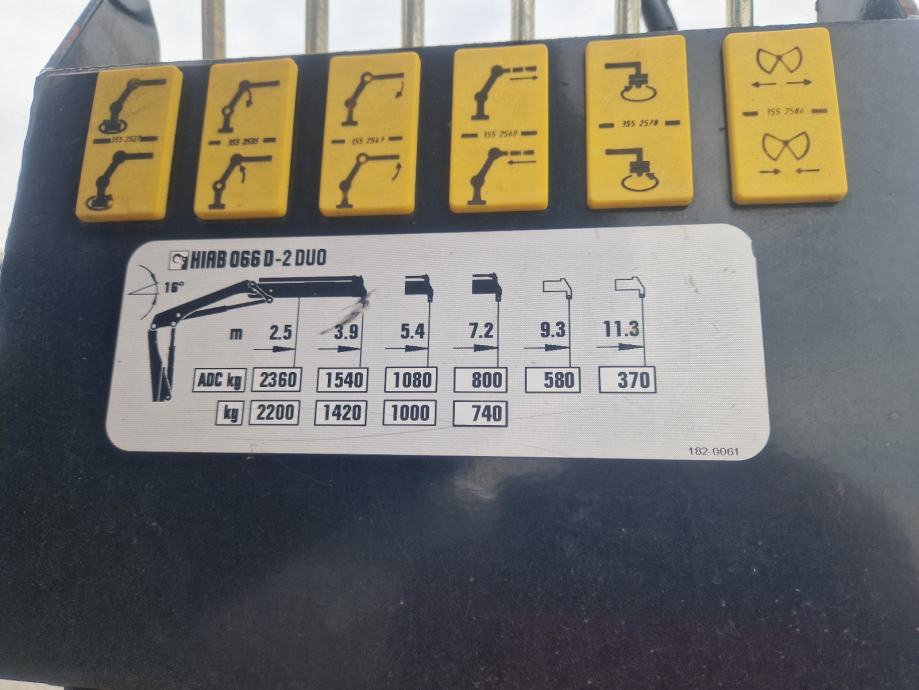 355 2527 355 2535 355 2543 355 2560 355 2578 355 2586
HIAB 066 D-2 DUO
16°
m 2.5 3.9 5.4 7.2 9.3 11.3
ADC kg 2360 1540 1080 800 580 370
kg 2200 1420 1000 740
182-0061